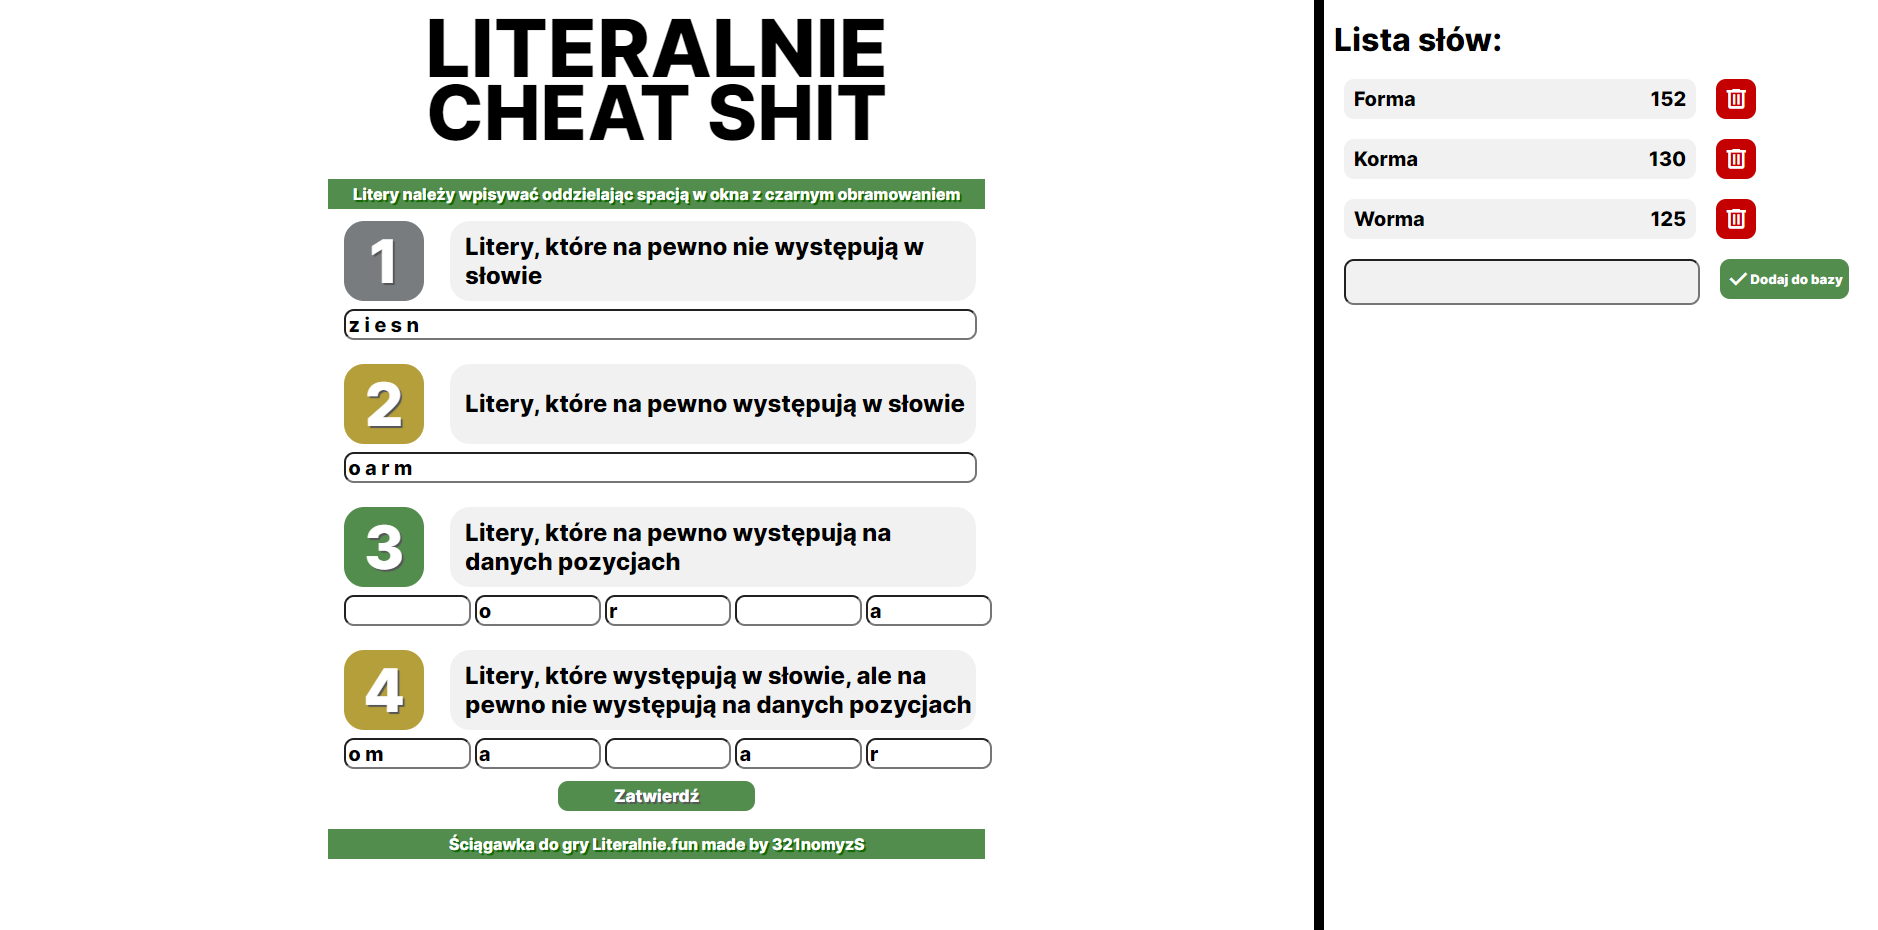 LITERALNIE
CHEAT SHIT
Litery należy wpisywać oddzielając spacją w okna z czarnym obramowaniem
1
Litery, które na pewno nie występują w
słowie
z i e s n
2
Litery, które na pewno występują w słowie
o a r m
3
Litery, które na pewno występują na
danych pozycjach
o r a
4
Litery, które występują w słowie, ale na
pewno nie występują na danych pozycjach
o m a a r
Zatwierdź
Ściągawka do gry Literalnie.fun made by 321nomyzS
Lista słów:
Forma 152
Korma 130
Worma 125
Dodaj do bazy